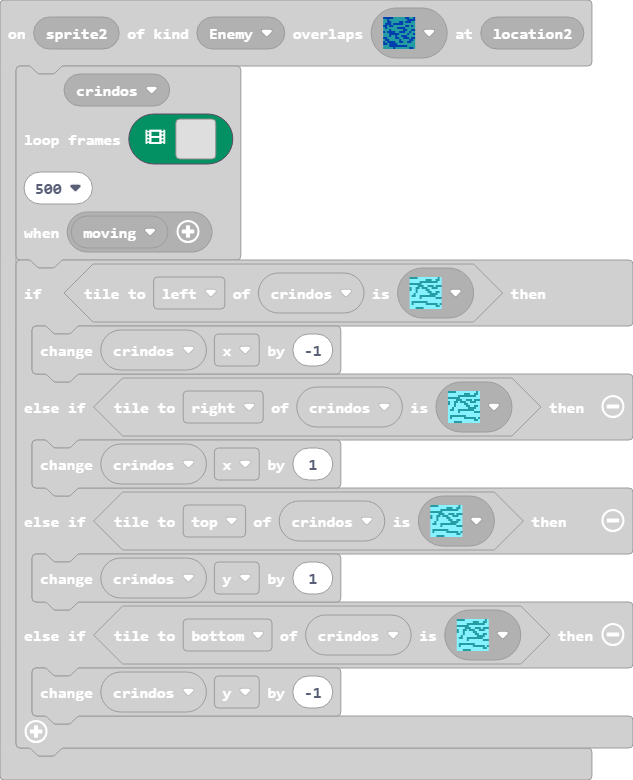 on sprite2 of kind Enemy overlaps at location2
crindos
loop frames
500
when moving
if tile to left of crindos is then
change crindos x by -1
else if tile to right of crindos is then
change crindos x by 1
else if tile to top of crindos is then
change crindos y by 1
else if tile to bottom of crindos is then
change crindos y by -1